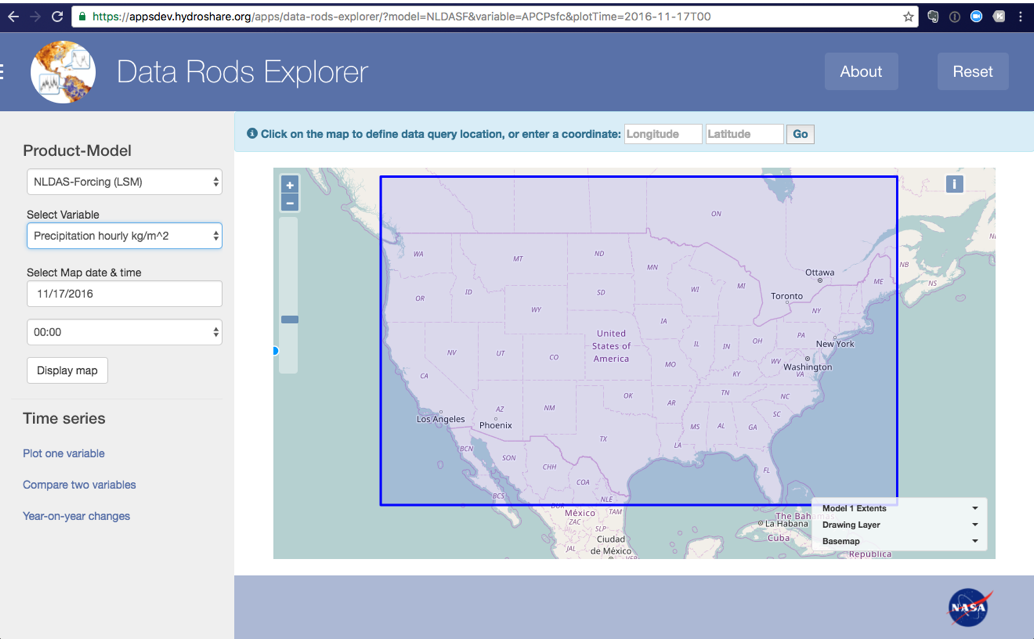 https://appsdev.hydroshare.org/apps/data-rods-explorer/?model=NLDASF&variable=APCPsfc&plotTime=2016-11-17T00
Data Rods Explorer
About
Reset
Click on the map to define data query location, or enter a coordinate: Longitude Latitude Go
Product-Model
NLDAS-Forcing (LSM)
Select Variable
Precipitation hourly kg/m^2
Select Map date & time
11/17/2016
00:00
Display map
Time series
Plot one variable
Compare two variables
Year-on-year changes
+
−
i
ON
WA
MT
ND
MN
Ottawa
NB
ME
NS
OR
ID
SD
WI
MI
Toronto
NY
WY
IA
United
States of
America
NV
UT
CO
IL
IN
OH
PA
New York
MO
WV
Washington
CA
KY
VA
OK
AR
TN
NC
Los Angeles
AZ
Phoenix
NM
MS
AL
GA
SC
TX
LA
BCN
SON
CHH
COA
FL
BCS
NLE
DUR
TAM
México
ZAC
SLP
JAL
Ciudad
de México
The Bah
La Habana
Cuba
República
Model 1 Extents
Drawing Layer
Basemap
NASA